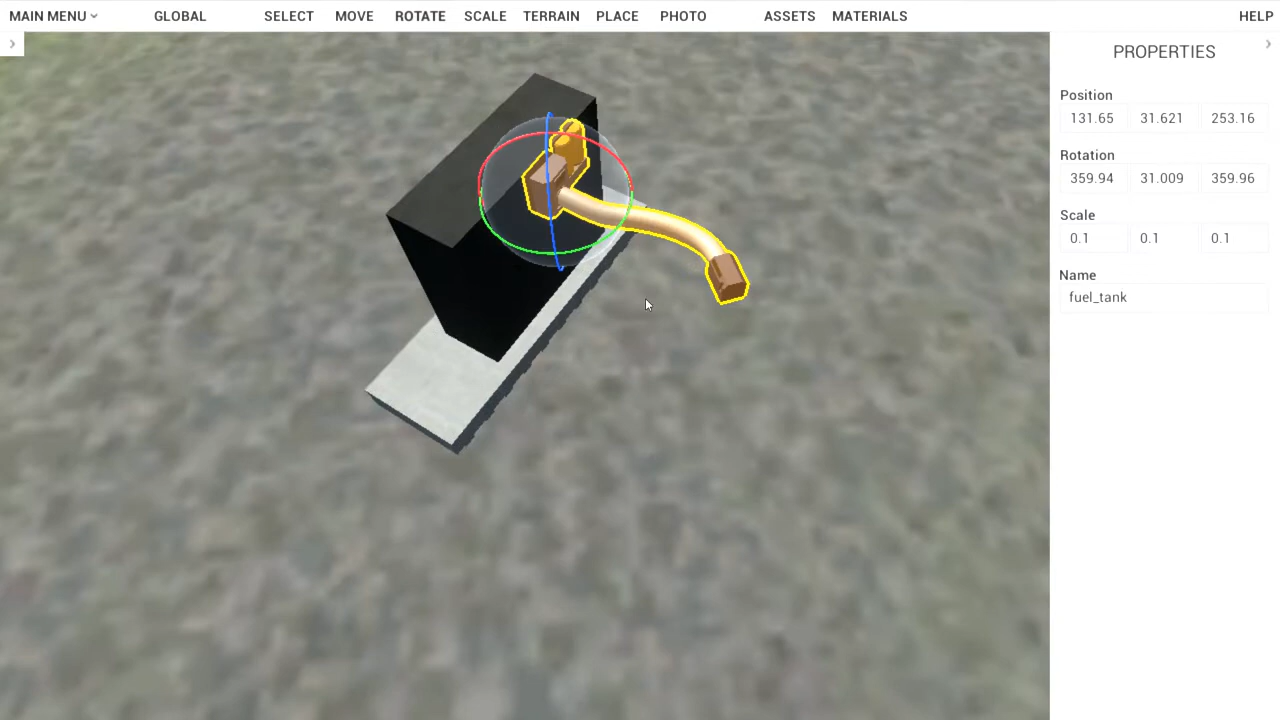 MAIN MENU GLOBAL SELECT MOVE ROTATE SCALE TERRAIN PLACE PHOTO ASSETS MATERIALS HELP
PROPERTIES
Position
131.65 31.621 253.16
Rotation
359.94 31.009 359.96
Scale
0.1 0.1 0.1
Name
fuel_tank